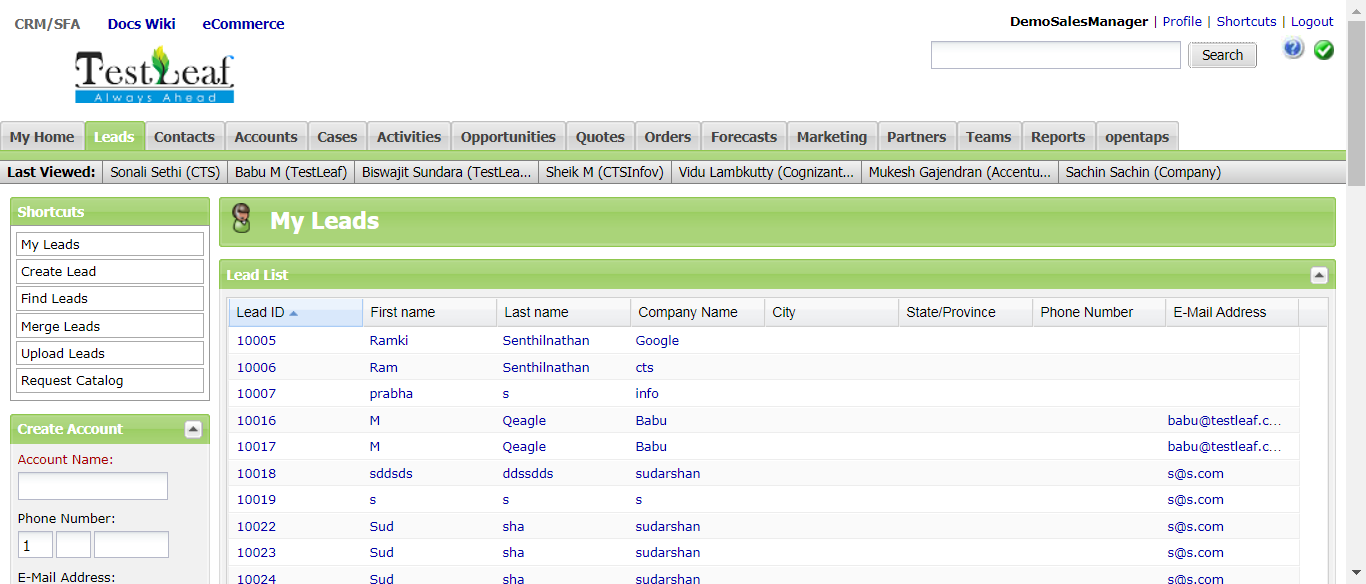 CRM/SFA Docs Wiki eCommerce
DemoSalesManager | Profile | Shortcuts | Logout
TestLeaf
Always Ahead
Search
My Home Leads Contacts Accounts Cases Activities Opportunities Quotes Orders Forecasts Marketing Partners Teams Reports opentaps
Last Viewed: Sonali Sethi (CTS) Babu M (TestLeaf) Biswajit Sundara (TestLea... Sheik M (CTSInfov) Vidu Lambkutty (Cognizant... Mukesh Gajendran (Accentu... Sachin Sachin (Company)
Shortcuts
My Leads
Create Lead
Find Leads
Merge Leads
Upload Leads
Request Catalog
Create Account
Account Name:
Phone Number:
1
E-Mail Address:
My Leads
Lead List
Lead ID First name Last name Company Name City State/Province Phone Number E-Mail Address
10005 Ramki Senthilnathan Google
10006 Ram Senthilnathan cts
10007 prabha s info
10016 M Qeagle Babu babu@testleaf.c...
10017 M Qeagle Babu babu@testleaf.c...
10018 sddsds ddssdds sudarshan s@s.com
10019 s s s s@s.com
10022 Sud sha sudarshan s@s.com
10023 Sud sha sudarshan s@s.com
10024 Sud sha sudarshan s@s.com